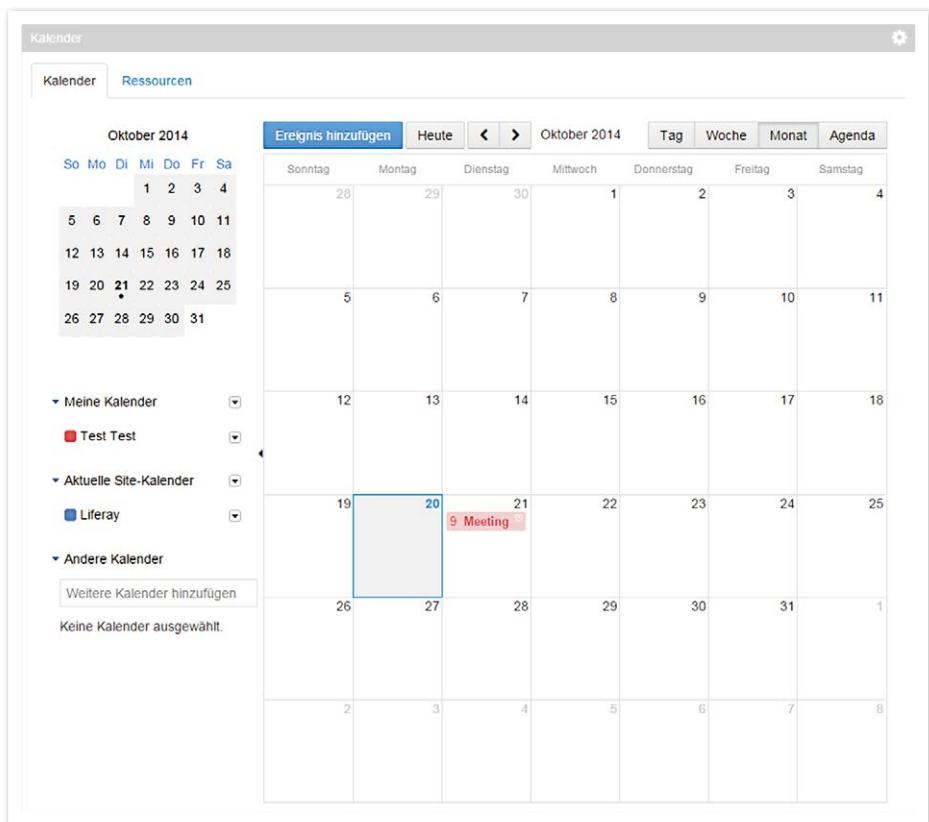 Kalender
Kalender Ressourcen
Oktober 2014
So Mo Di Mi Do Fr Sa
1 2 3 4
5 6 7 8 9 10 11
12 13 14 15 16 17 18
19 20 21 22 23 24 25
26 27 28 29 30 31
Meine Kalender
Test Test
Aktuelle Site-Kalender
Liferay
Andere Kalender
Weitere Kalender hinzufügen
Keine Kalender ausgewählt.
Ereignis hinzufügen Heute Oktober 2014 Tag Woche Monat Agenda
Sonntag Montag Dienstag Mittwoch Donnerstag Freitag Samstag
28 29 30 1 2 3 4
5 6 7 8 9 10 11
12 13 14 15 16 17 18
19 20 21 22 23 24 25
9 Meeting
26 27 28 29 30 31 1
2 3 4 5 6 7 8